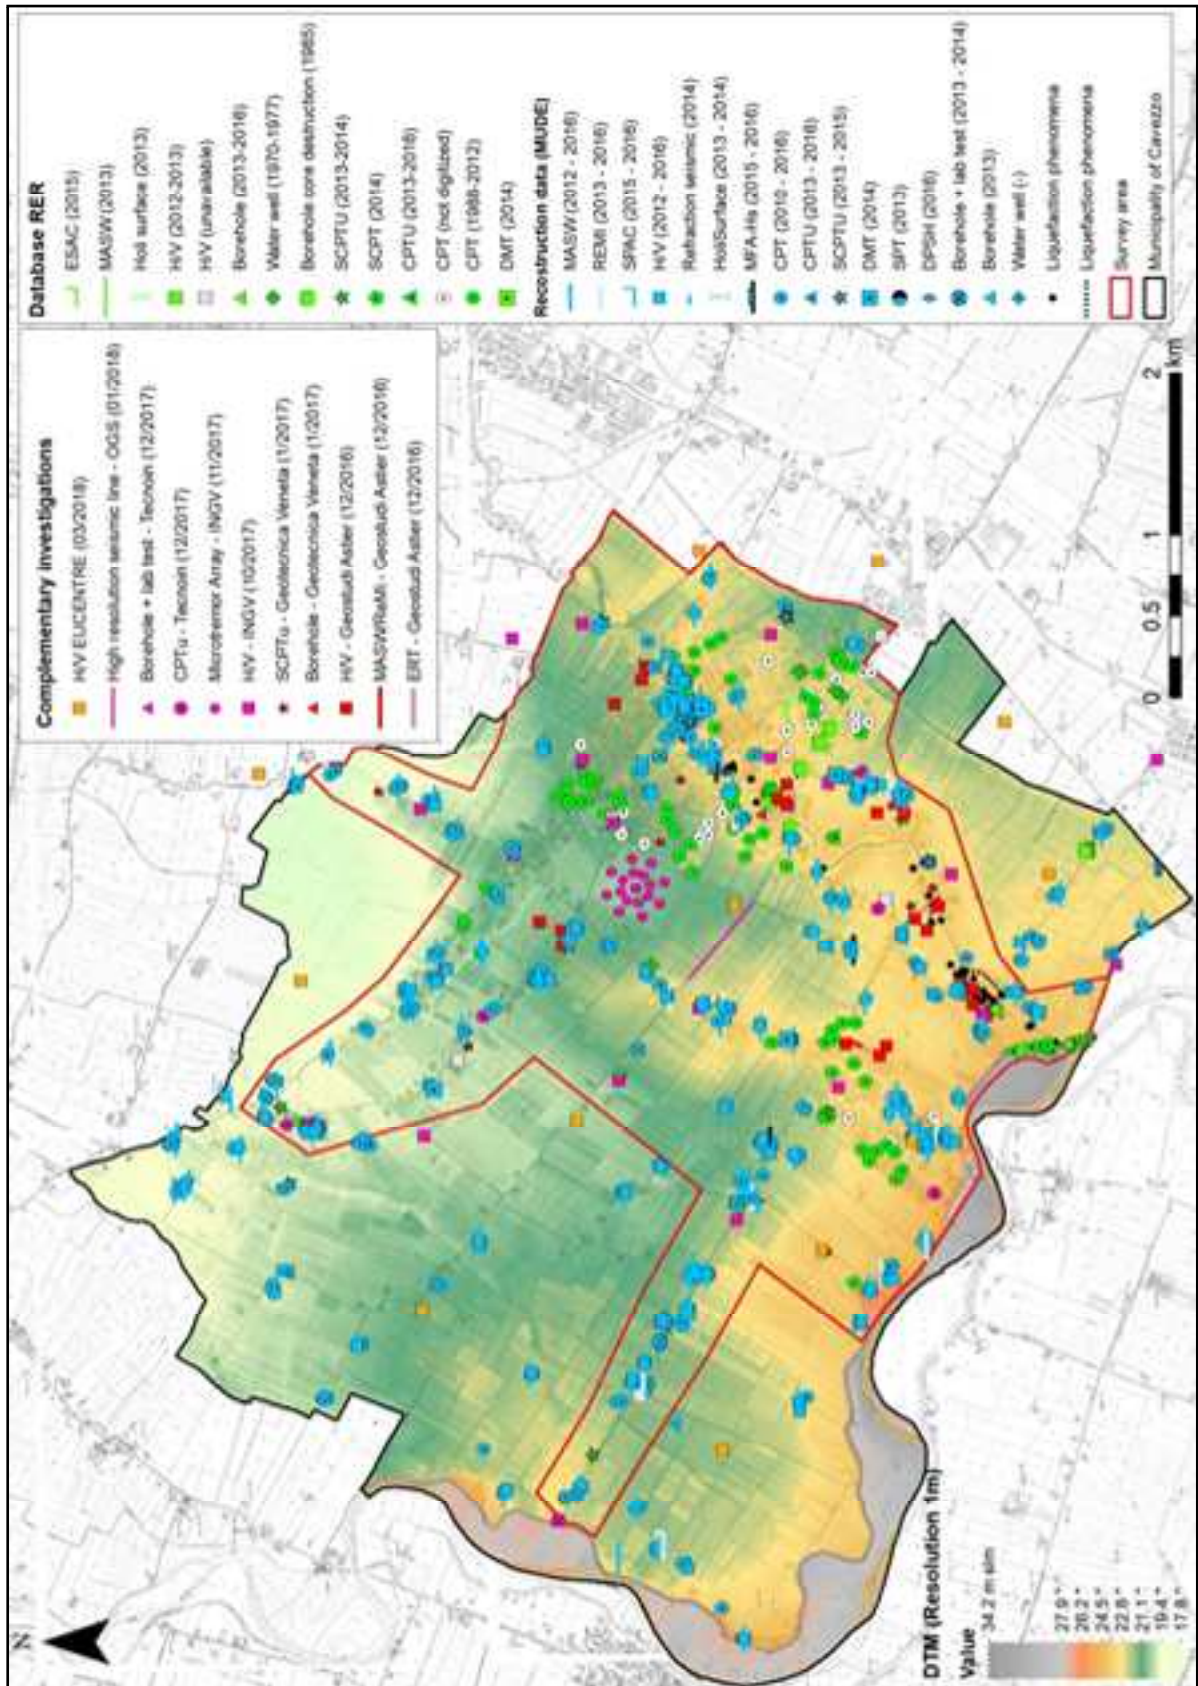 Complementary investigations
H/V EUCENTRE (03/2018)
High resolution seismic line - OGS (01/2018)
Borehole + lab test - Tecnoin (12/2017)
CPTu - Tecnoin (12/2017)
Microtremor Array - INGV (11/2017)
H/V - INGV (10/2017)
SCPTu - Geotecnica Veneta (1/2017)
Borehole - Geotecnica Veneta (1/2017)
H/V - Geostudi Astier (12/2016)
MASW/ReMi - Geostudi Astier (12/2016)
ERT - Geostudi Astier (12/2016)
Database RER
ESAC (2015)
MASW (2013)
Holi surface (2013)
H/V (2012-2013)
H/V (unavailable)
Borehole (2013-2016)
Water well (1970-1977)
Borehole core destruction (1985)
SCPTU (2013-2014)
SCPT (2014)
CPTU (2013-2016)
CPT (not digitized)
CPT (1988-2012)
DMT (2014)
Recostruction data (MUDE)
MASW (2012 - 2016)
REMI (2013 - 2016)
SPAC (2015 - 2016)
H/V (2012 - 2016)
Refraction seismic (2014)
HoliSurface (2013 - 2014)
MFA-Hs (2015 - 2016)
CPT (2010 - 2016)
CPTU (2013 - 2016)
SCPTU (2013 - 2015)
DMT (2014)
SPT (2013)
DPSH (2016)
Borehole + lab test (2013 - 2014)
Borehole (2013)
Water well (-)
Liquefaction phenomena
Liquefaction phenomena
Survey area
Municipality of Cavezzo
N
DTM (Resolution 1m)
Value
34.2 m slm
27.9 "
26.2 "
24.5 "
22.8 "
21.1 "
19.4 "
17.8 "
0 0.5 1 2
km